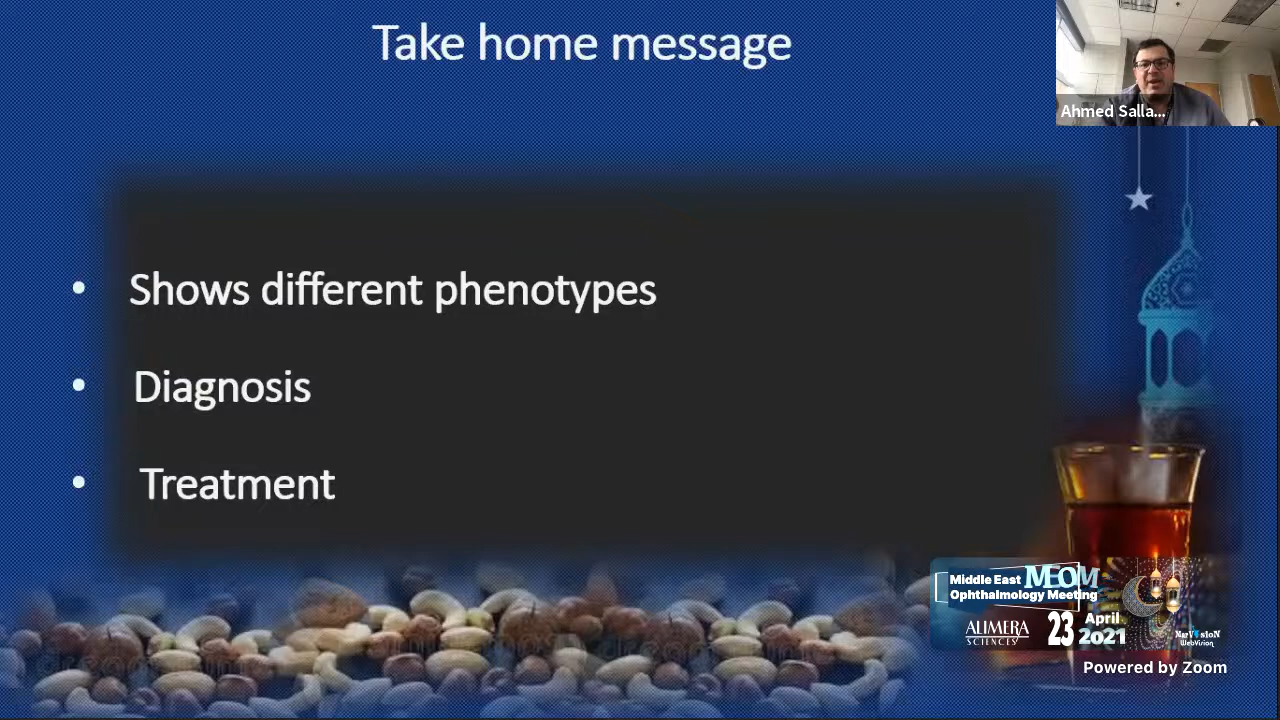 Take home message
Ahmed Salla...
• Shows different phenotypes
• Diagnosis
• Treatment
Middle East MEOM
Ophthalmology Meeting
ALIMERA
SCIENCES
23 April
2021
NarVision
WebVision
Powered by Zoom